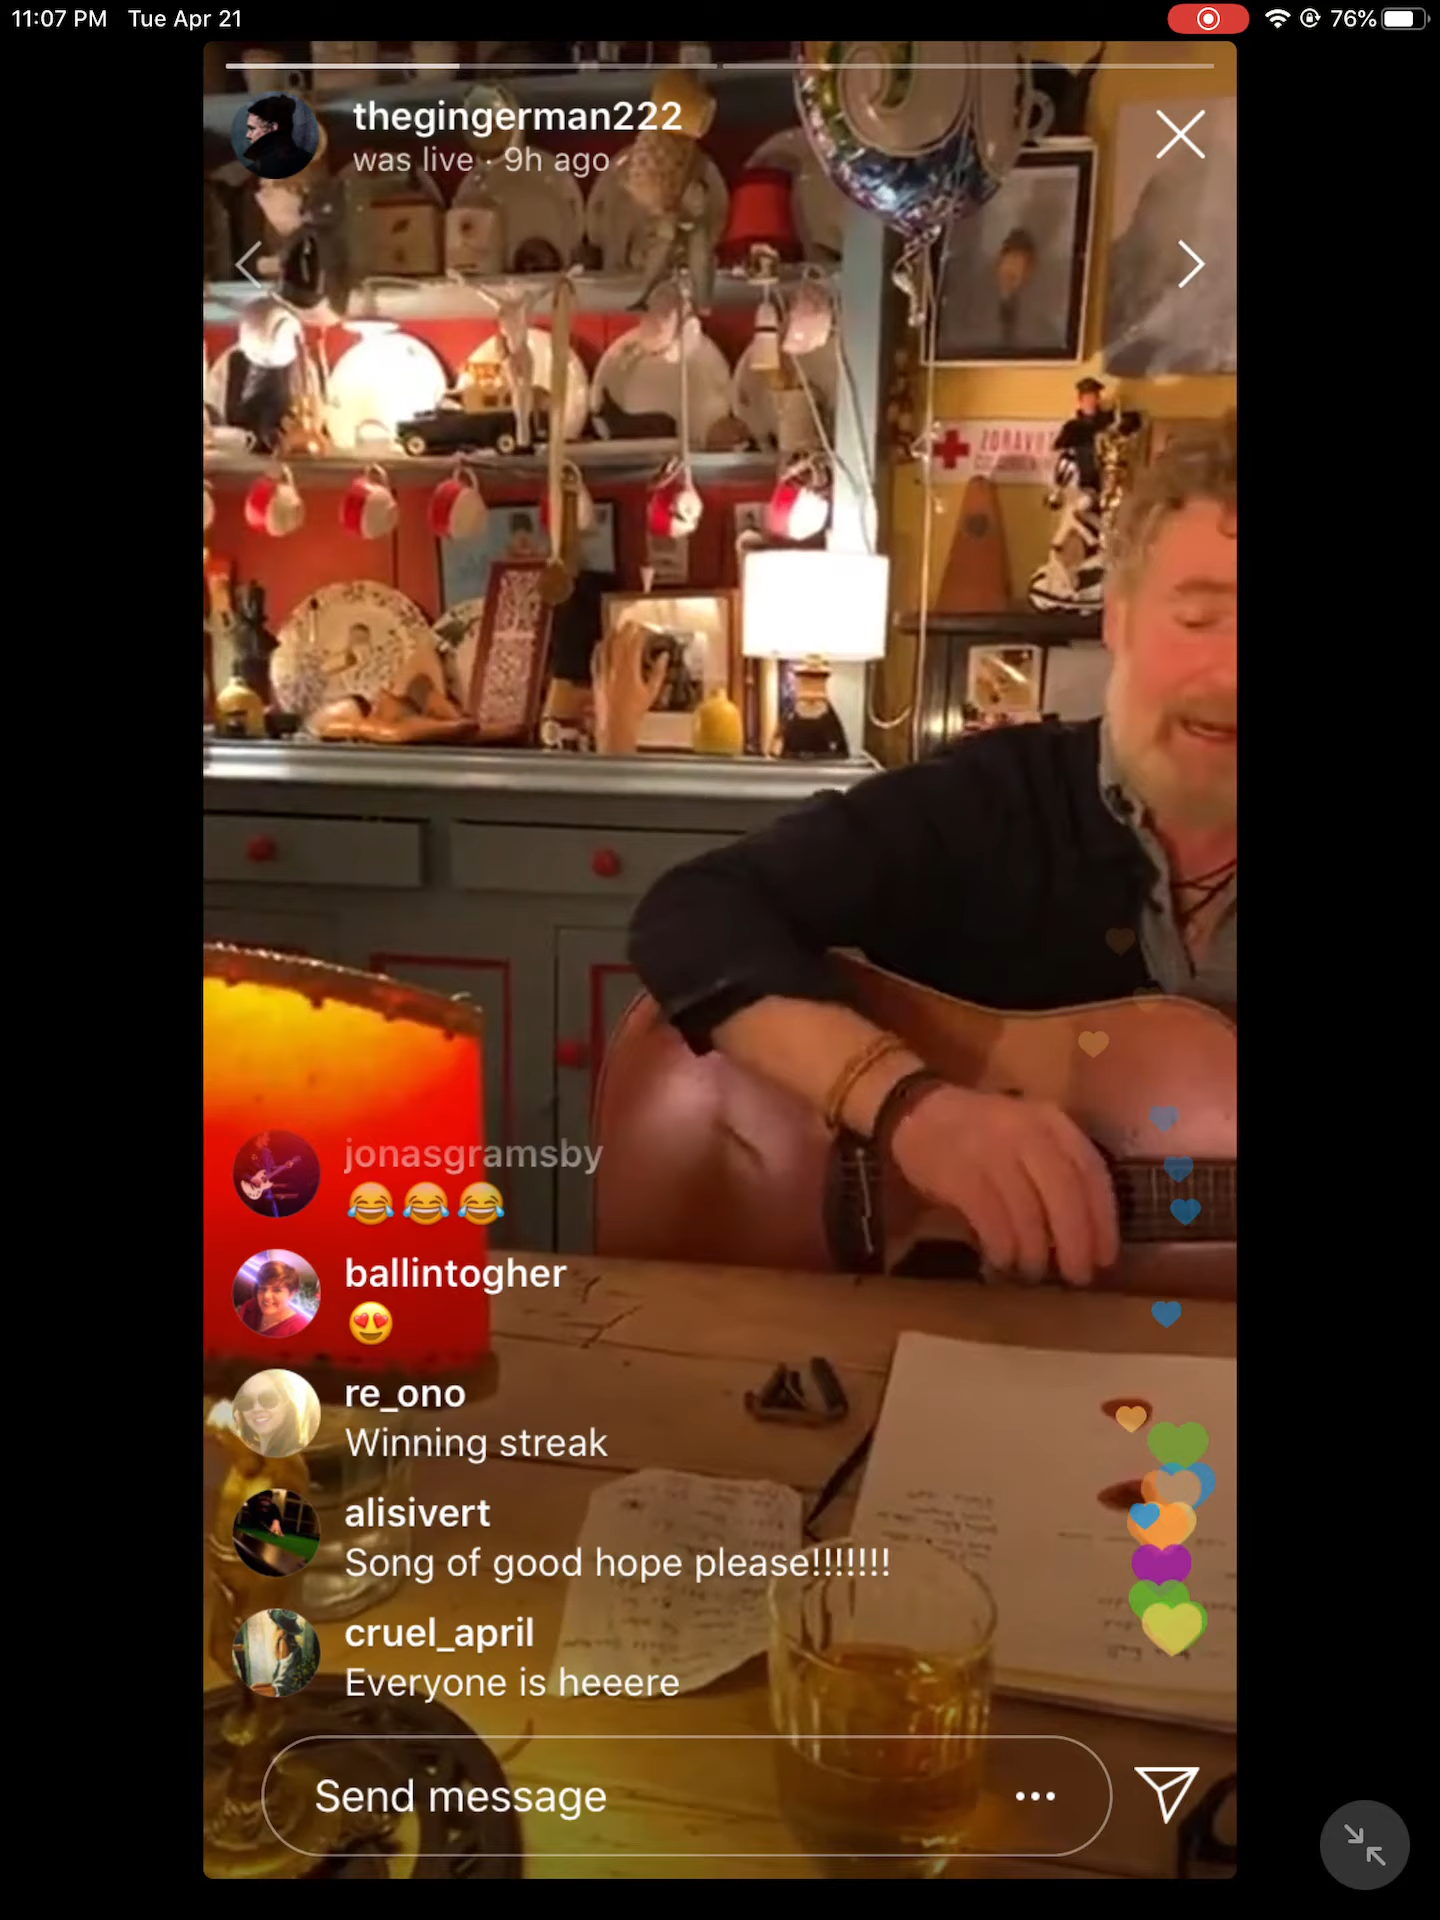 11:07 PM Tue Apr 21
76%
thegingerman222
was live · 9h ago
jonasgramsby
😂😂😂
ballintogher
😍
re_ono
Winning streak
alisivert
Song of good hope please!!!!!!!
cruel_april
Everyone is heeere
Send message